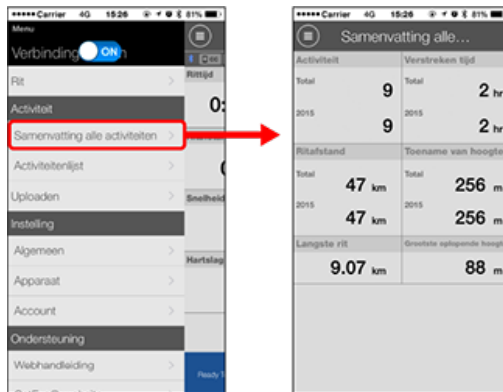 •••••Carrier 4G 15:26 81%
Menu
Verbinding ON
Rit
Activiteit
Samenvatting alle activiteiten
Activiteitenlijst
Uploaden
Instelling
Algemeen
Apparaat
Account
Ondersteuning
Webhandleiding
Rittijd
0:
Snelheid
Hartslag
Ready T
•••••Carrier 4G 15:26 81%
Samenvatting alle...
Activiteit Verstreken tijd
Total 9 Total 2 hr
2015 9 2015 2 hr
Ritafstand Toename van hoogte
Total 47 km Total 256 m
2015 47 km 2015 256 m
Langste rit Grootste oplopende hoogt
9.07 km 88 m